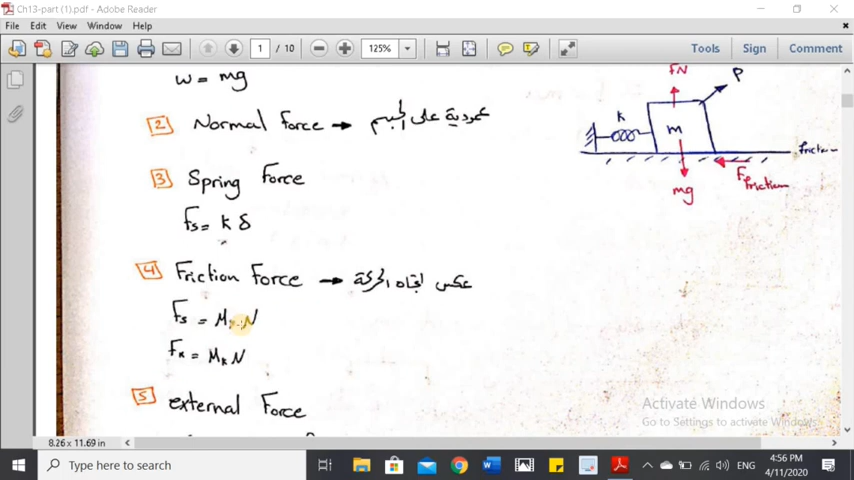 Ch13-part (1).pdf - Adobe Reader
File Edit View Window Help
1 / 10 125% Tools Sign Comment
W = mg
2 Normal Force → عمودية على الجسم
3 Spring Force
Fs = k δ
4 Friction Force → عكس اتجاه الحركة
Fs = Ms N
Fk = Mk N
5 external Force
FN
P
K
m
friction
Ffriction
mg
Activate Windows
Go to Settings to activate Windows.
8.26 x 11.69 in
Type here to search
ENG
4:56 PM
4/11/2020